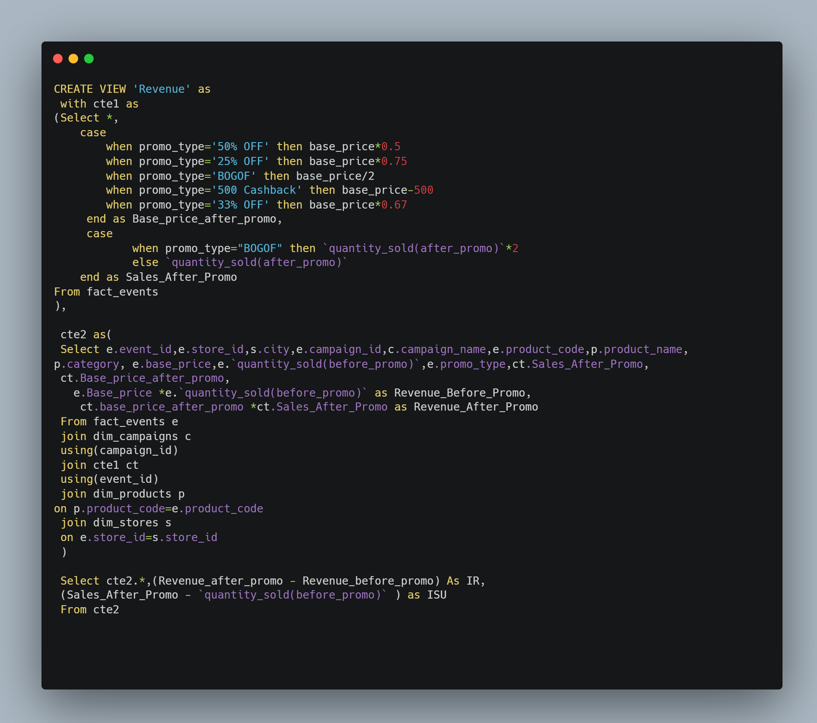 CREATE VIEW 'Revenue' as
with cte1 as
(Select *,
case
when promo_type='50% OFF' then base_price*0.5
when promo_type='25% OFF' then base_price*0.75
when promo_type='BOGOF' then base_price/2
when promo_type='500 Cashback' then base_price-500
when promo_type='33% OFF' then base_price*0.67
end as Base_price_after_promo,
case
when promo_type="BOGOF" then `quantity_sold(after_promo)`*2
else `quantity_sold(after_promo)`
end as Sales_After_Promo
From fact_events
),
cte2 as(
Select e.event_id,e.store_id,s.city,e.campaign_id,c.campaign_name,e.product_code,p.product_name,
p.category, e.base_price,e.`quantity_sold(before_promo)`,e.promo_type,ct.Sales_After_Promo,
ct.Base_price_after_promo,
e.Base_price *e.`quantity_sold(before_promo)` as Revenue_Before_Promo,
ct.base_price_after_promo *ct.Sales_After_Promo as Revenue_After_Promo
From fact_events e
join dim_campaigns c
using(campaign_id)
join cte1 ct
using(event_id)
join dim_products p
on p.product_code=e.product_code
join dim_stores s
on e.store_id=s.store_id
)
Select cte2.*,(Revenue_after_promo - Revenue_before_promo) As IR,
(Sales_After_Promo - `quantity_sold(before_promo)` ) as ISU
From cte2